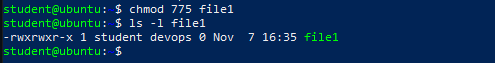 student@ubuntu: $ chmod 775 file1
student@ubuntu: $ ls -l file1
-rwxrwxr-x 1 student devops 0 Nov  7 16:35 file1
student@ubuntu: $